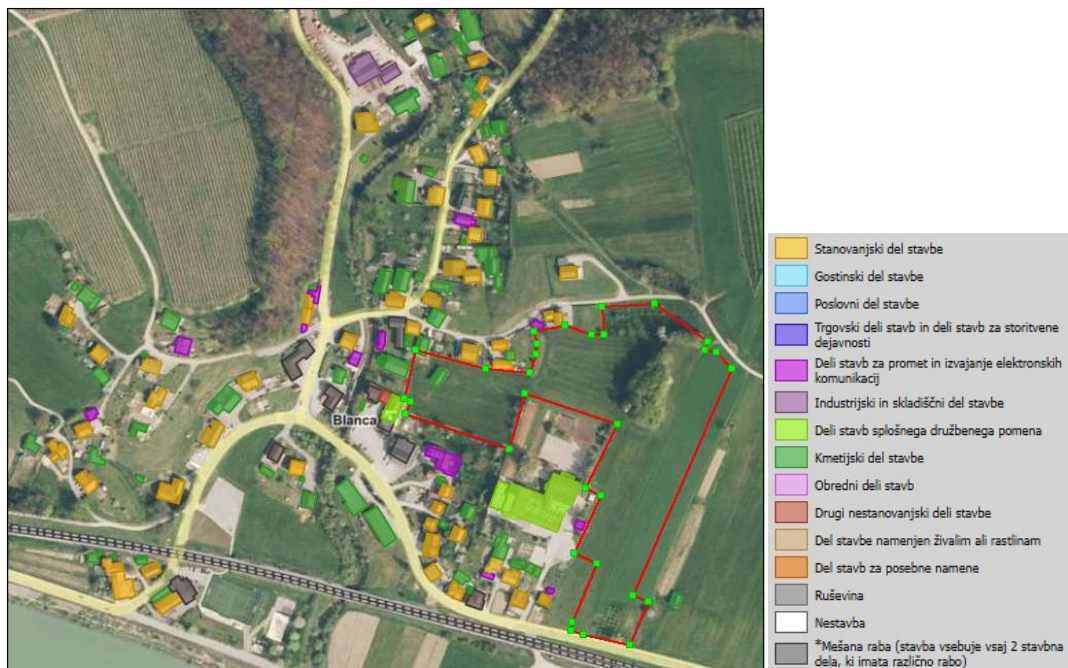 Blanca
Stanovanjski del stavbe
Gostinski del stavbe
Poslovni del stavbe
Trgovski deli stavb in deli stavb za storitvene
dejavnosti
Deli stavb za promet in izvajanje elektronskih
komunikacij
Industrijski in skladiščni del stavbe
Deli stavb splošnega družbenega pomena
Kmetijski del stavbe
Obredni deli stavb
Drugi nestanovanjski deli stavbe
Del stavbe namenjen živalim ali rastlinam
Del stavb za posebne namene
Ruševina
Nestavba
*Mešana raba (stavba vsebuje vsaj 2 stavbna
dela, ki imata različno rabo)